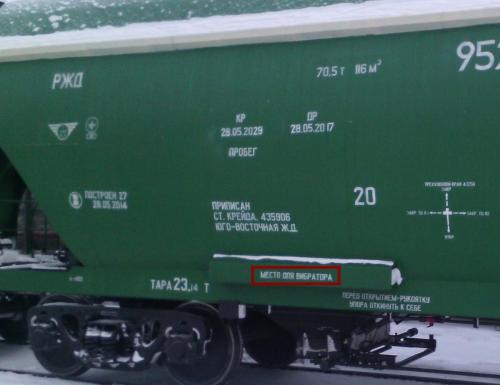 РЖД
70.5 т 116 м³
952
КР
28.05.2029
ДР
28.05.2017
ПРОБЕГ
ПОСТРОЕН 27
28.05.2014
ПРИПИСАН
СТ. КРЕЙДА. 435906
ЮГО-ВОСТОЧНАЯ Ж.Д.
20
МЕСТО ДЛЯ ВИБРАТОРА
ТАРА 23,14 Т
ПЕРЕД ОТКРЫТИЕМ-РУКОЯТКУ
УПОРА ОТКИНУТЬ К СЕБЕ